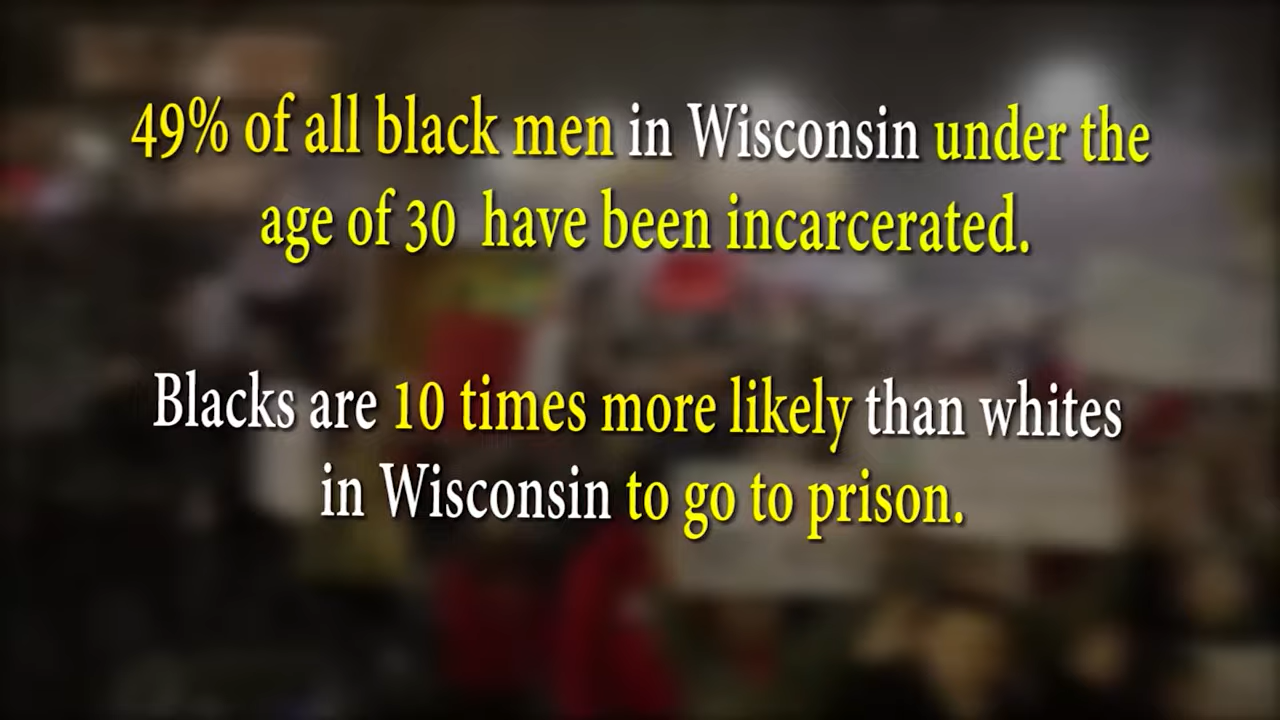 49% of all black men in Wisconsin under the
age of 30 have been incarcerated.
Blacks are 10 times more likely than whites
in Wisconsin to go to prison.